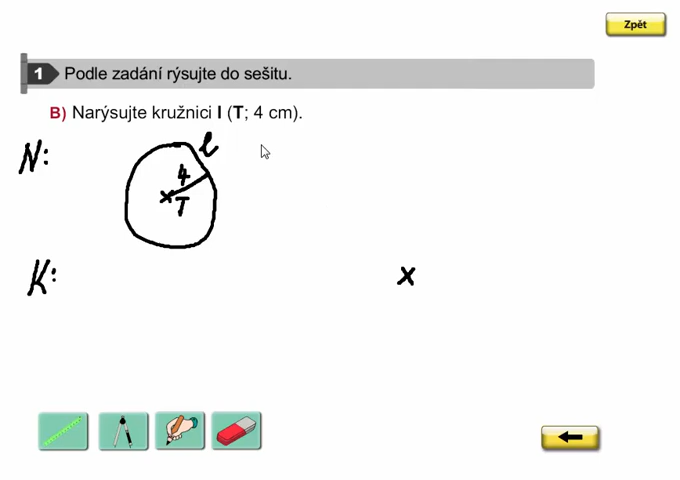 Zpět
1 Podle zadání rýsujte do sešitu.
B) Narýsujte kružnici l (T; 4 cm).
N:
l
4
T
K: